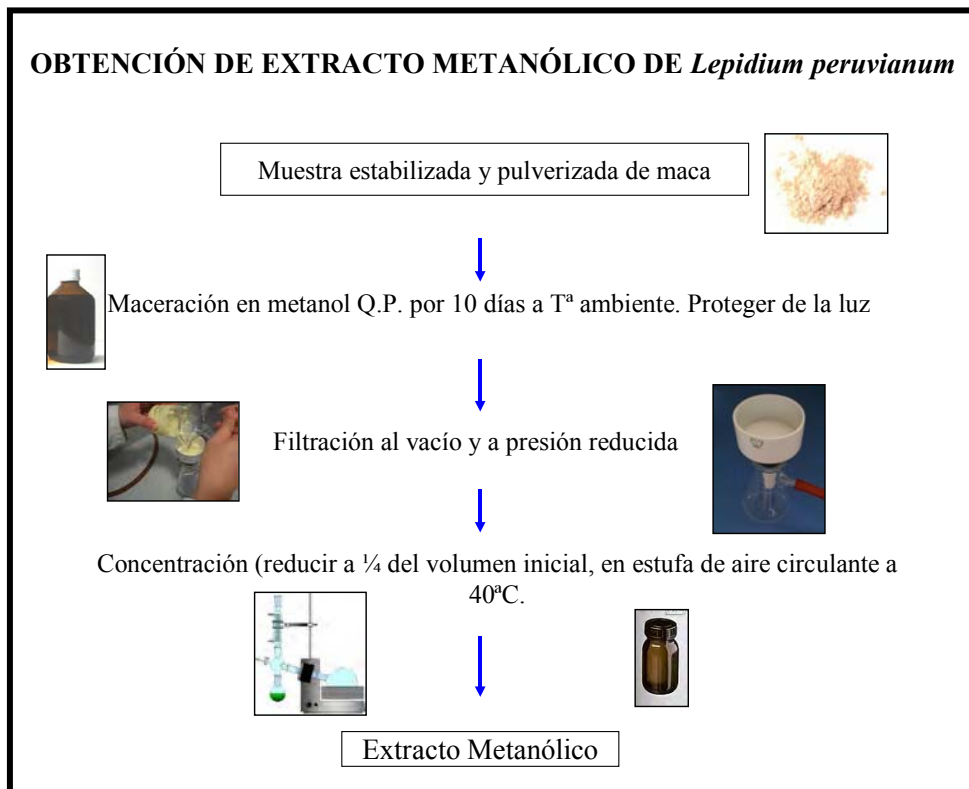 OBTENCIÓN DE EXTRACTO METANÓLICO DE Lepidium peruvianum
Muestra estabilizada y pulverizada de maca
Maceración en metanol Q.P. por 10 días a Tª ambiente. Proteger de la luz
Filtración al vacío y a presión reducida
Concentración (reducir a ¼ del volumen inicial, en estufa de aire circulante a
40ªC.
Extracto Metanólico